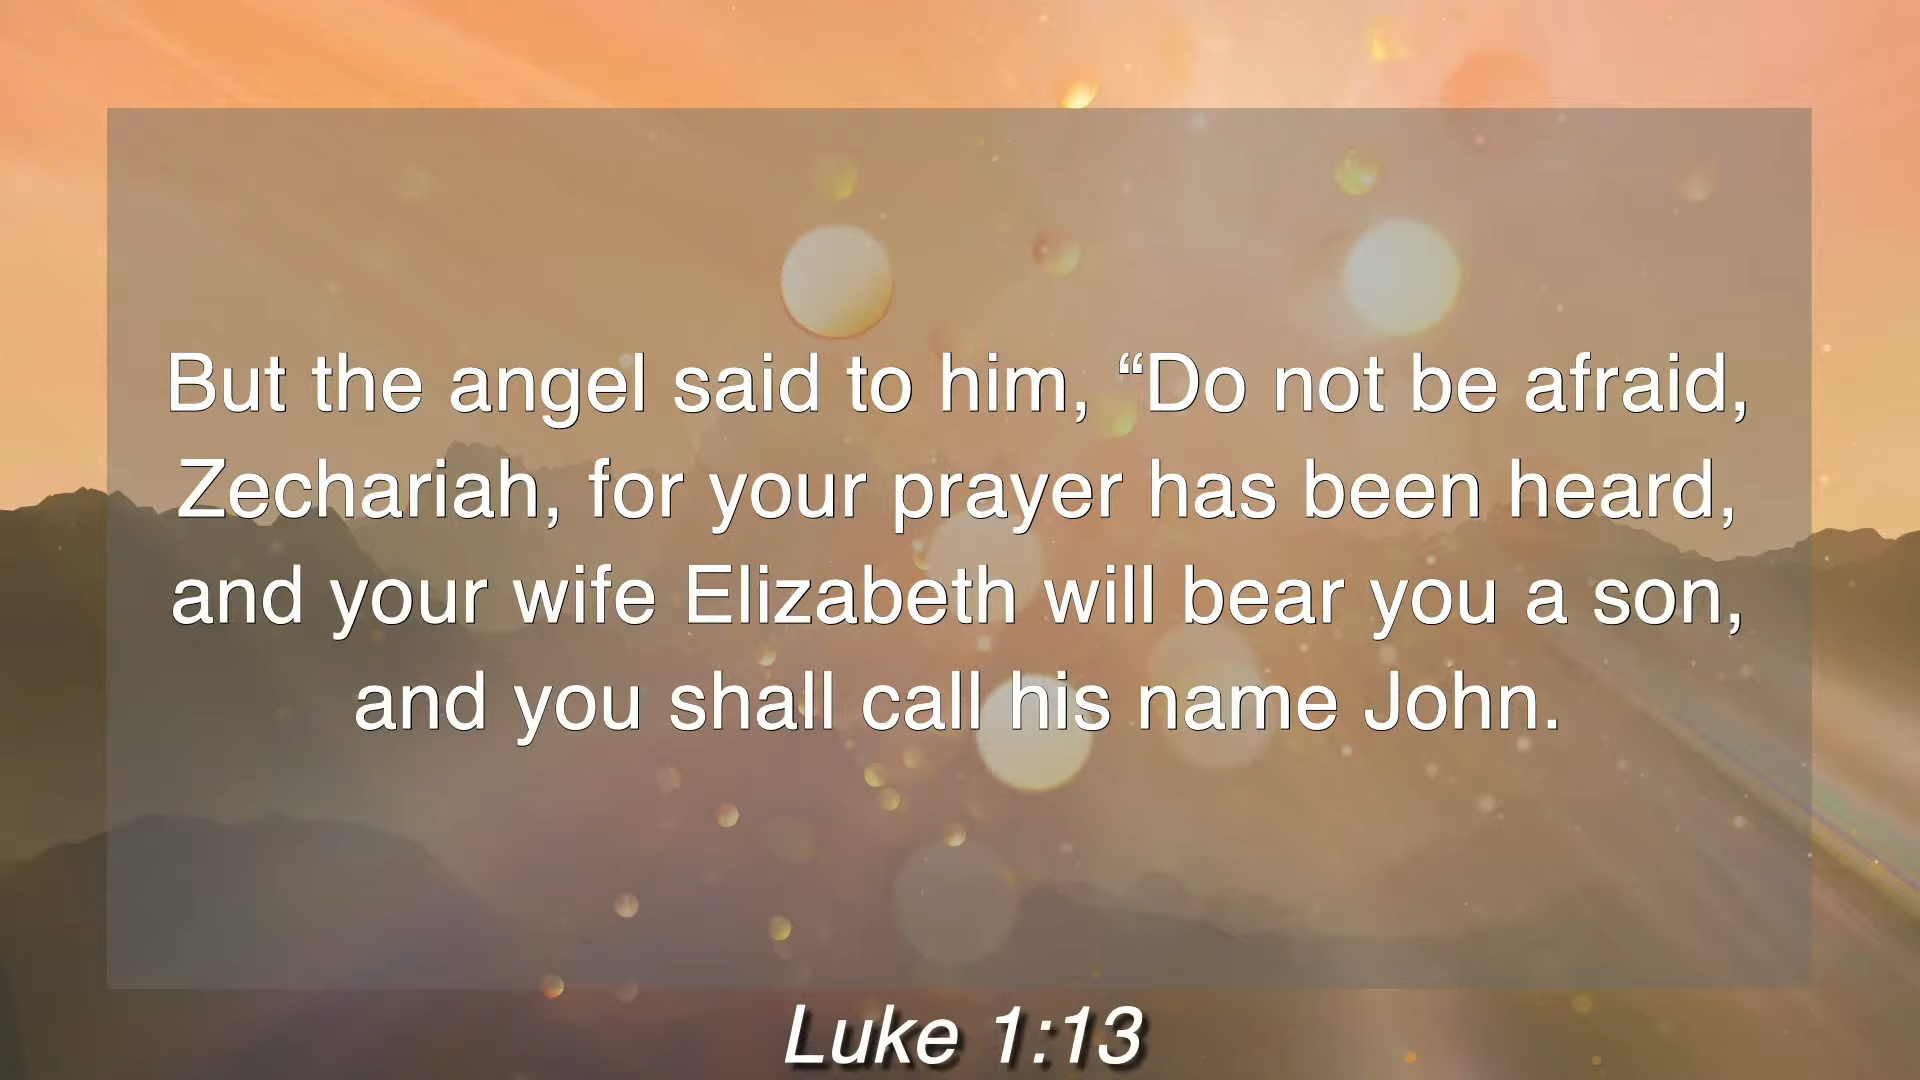 But the angel said to him, “Do not be afraid,
Zechariah, for your prayer has been heard,
and your wife Elizabeth will bear you a son,
and you shall call his name John.
Luke 1:13